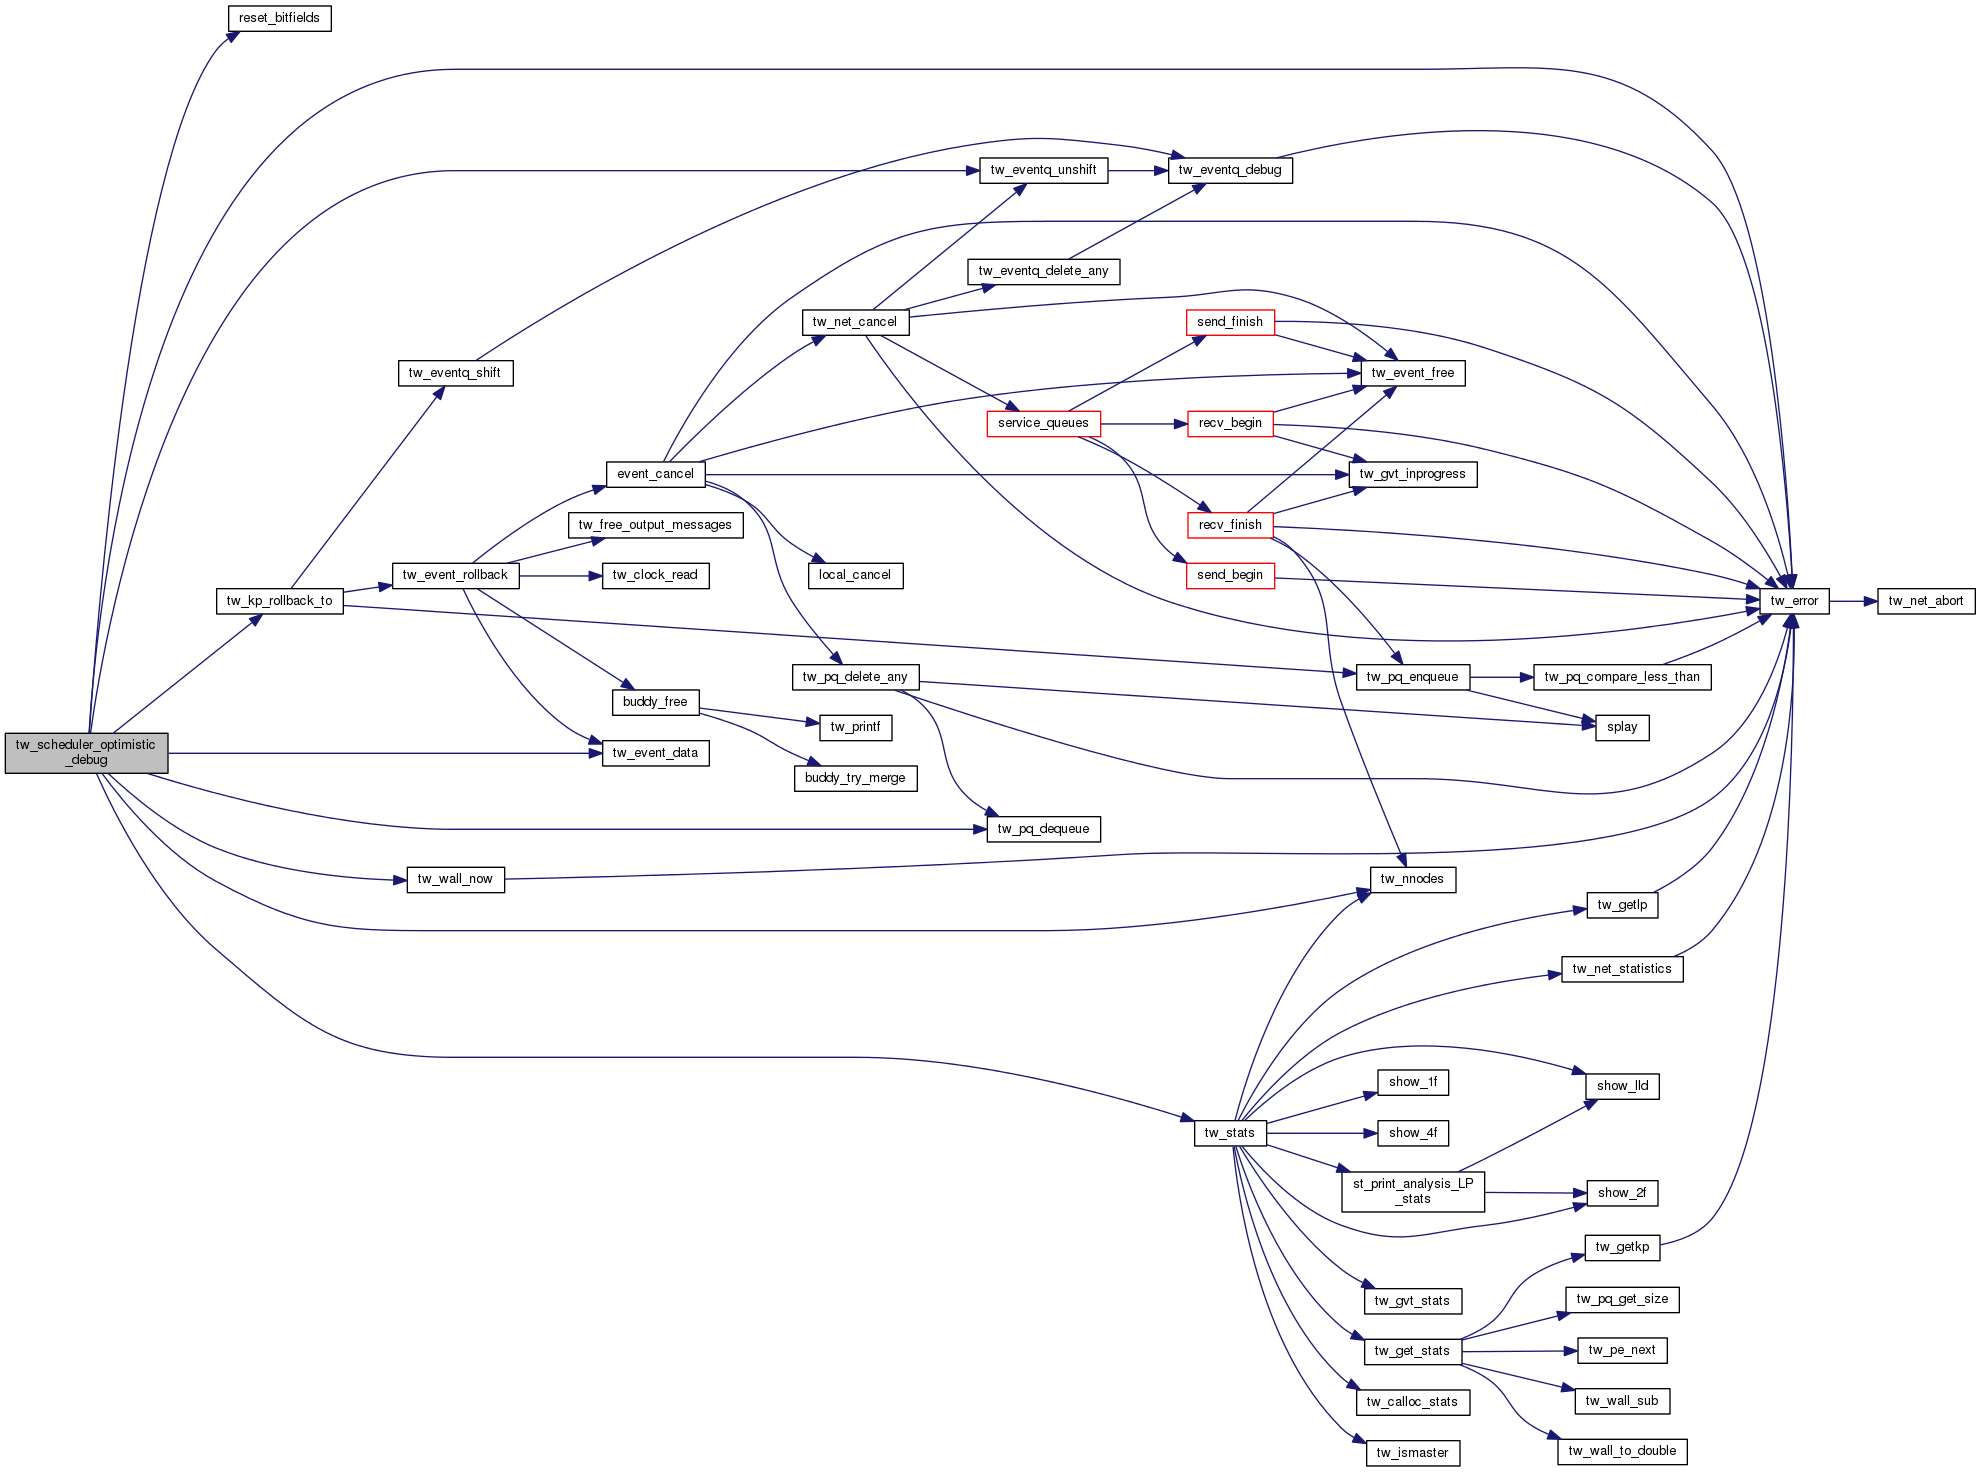 reset_bitfields
tw_eventq_unshift
tw_eventq_debug
tw_eventq_delete_any
tw_net_cancel
send_finish
tw_eventq_shift
tw_event_free
service_queues
recv_begin
event_cancel
tw_gvt_inprogress
tw_free_output_messages
recv_finish
tw_event_rollback
tw_clock_read
local_cancel
send_begin
tw_kp_rollback_to
tw_error
tw_net_abort
tw_pq_delete_any
tw_pq_enqueue
tw_pq_compare_less_than
buddy_free
tw_printf
splay
tw_scheduler_optimistic
_debug
tw_event_data
buddy_try_merge
tw_pq_dequeue
tw_wall_now
tw_nnodes
tw_getlp
tw_net_statistics
show_1f
show_lld
tw_stats
show_4f
st_print_analysis_LP
_stats
show_2f
tw_getkp
tw_gvt_stats
tw_pq_get_size
tw_get_stats
tw_pe_next
tw_calloc_stats
tw_wall_sub
tw_ismaster
tw_wall_to_double